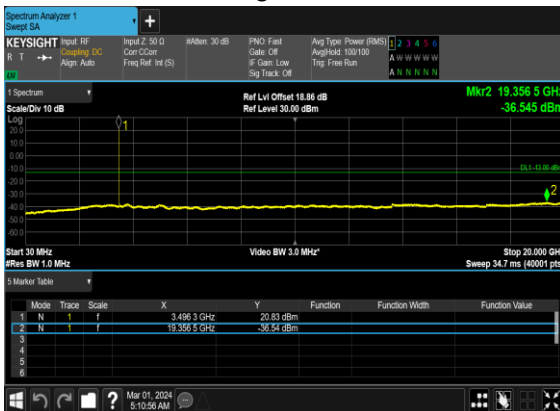 Spectrum Analyzer 1
Swept SA
KEYSIGHT Input: RF Input Z: 50 Ω #Atten: 30 dB PNO: Fast Avg Type: Power (RMS) 1 2 3 4 5 6
R T Coupling: DC Corr CCorr Gate: Off Avg|Hold: 100/100 A W W W W W
Align: Auto Freq Ref: Int (S) IF Gain: Low Trig: Free Run
Sig Track: Off A N N N N N
1 Spectrum Ref Lvl Offset 18.86 dB Mkr2 19.356 5 GHz
Scale/Div 10 dB Ref Level 30.00 dBm -36.545 dBm
Log
1
20.0
10.0
0.00
-10.0
DL1 -13.00 dBm
-20.0
2
-30.0
-40.0
-50.0
-60.0
Start 30 MHz Video BW 3.0 MHz* Stop 20.000 GH
#Res BW 1.0 MHz Sweep 34.7 ms (40001 pts
5 Marker Table
Mode Trace Scale X Y Function Function Width Function Value
1 N 1 f 3.496 3 GHz 20.83 dBm
2 N 1 f 19.356 5 GHz -36.54 dBm
3
4
5
6
? Mar 01, 2024
5:10:56 AM